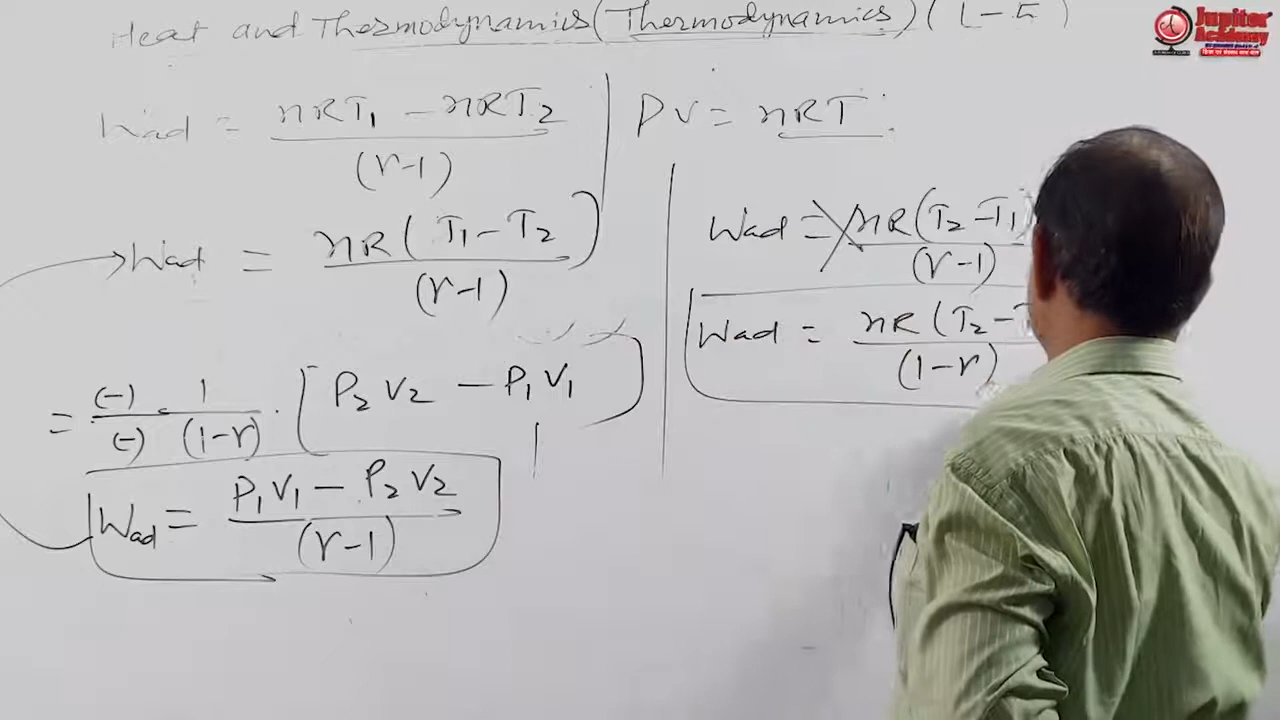 Heat and Thermodynamics (Thermodynamics) (L-5)
Wad = nRT₁ - nRT₂ / (γ-1)
→ Wad = nR(T₁-T₂) / (γ-1)
= (-)/(-) · 1/(1-γ) · [P₂V₂ - P₁V₁]
Wad = P₁V₁ - P₂V₂ / (γ-1)
PV = nRT.
Wad = nR(T₂-T₁) / (γ-1)
Wad = nR(T₂-T / (1-γ)
Jupiter
Academy